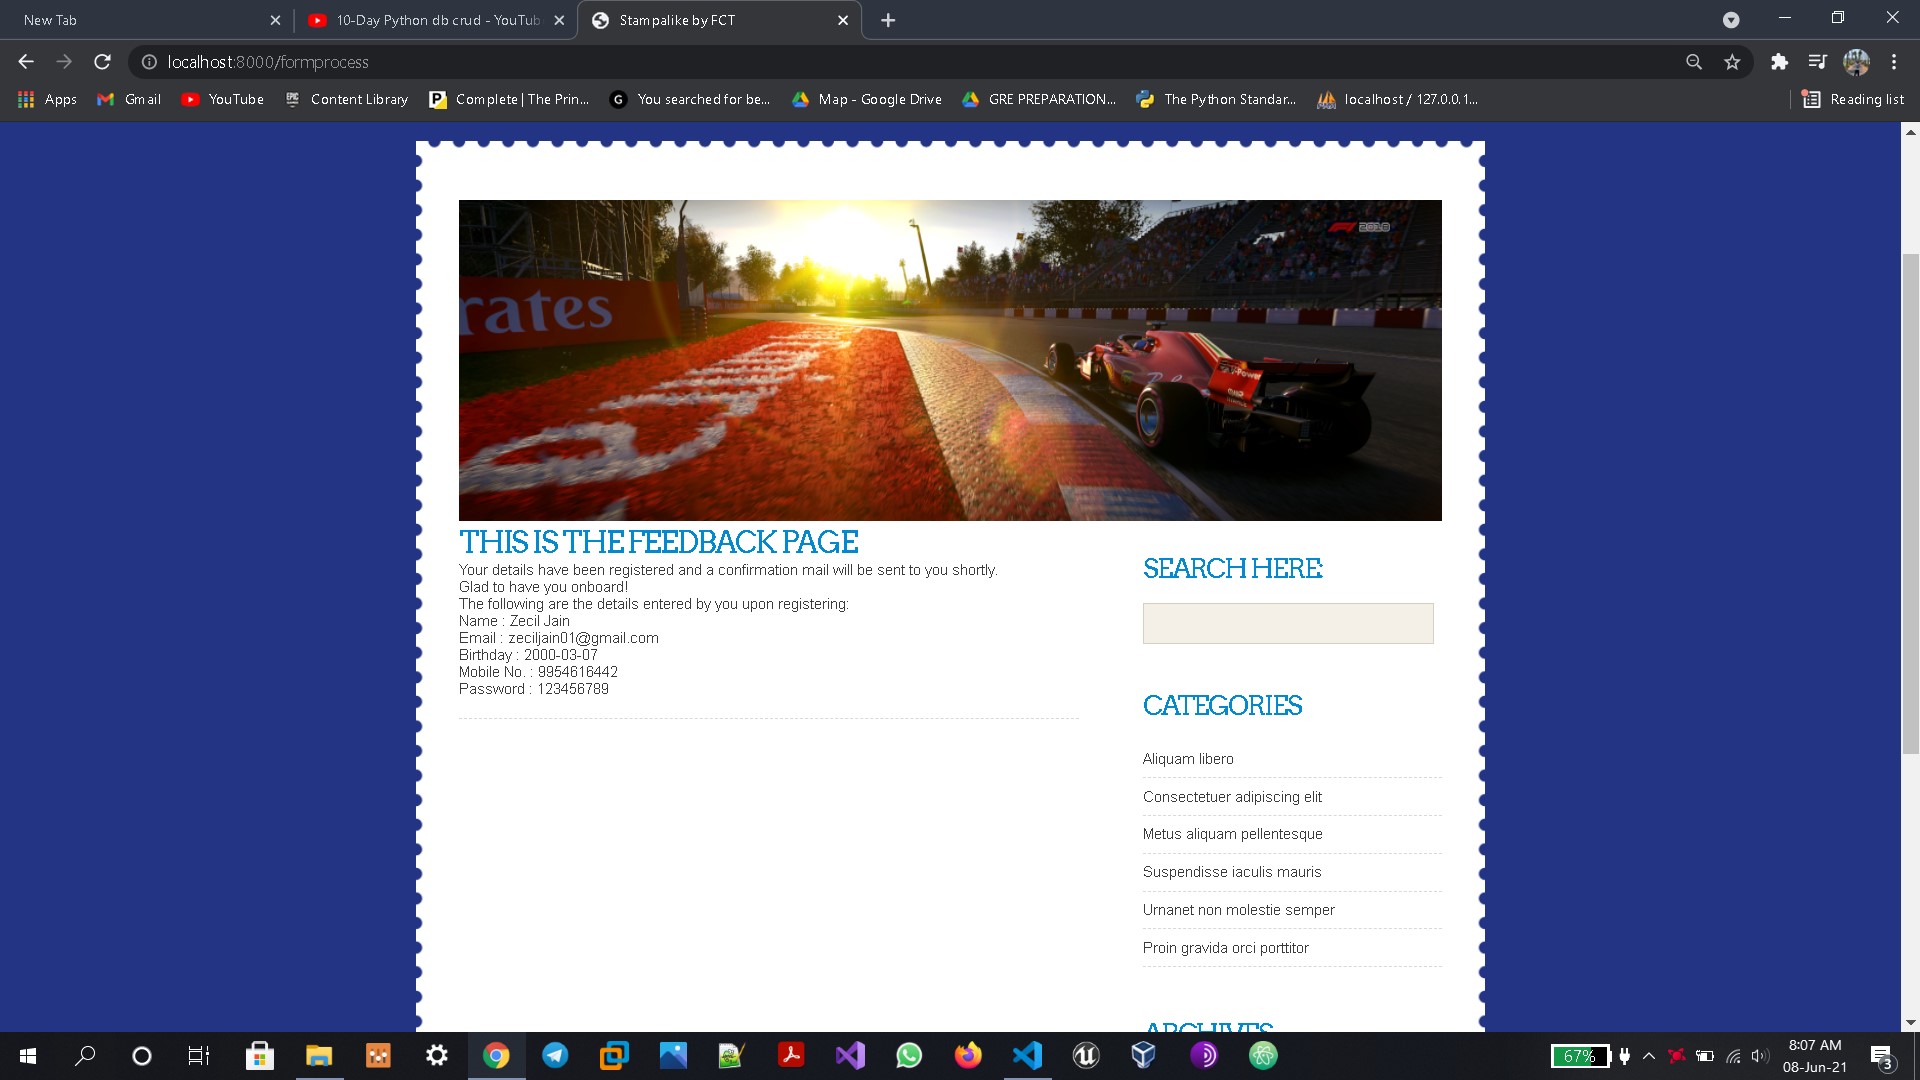 New Tab
10-Day Python db crud - YouTub
Stampalike by FCT
localhost:8000/formprocess
Apps
Gmail
YouTube
EPIC
Content Library
Complete | The Prin...
G
You searched for be...
Map - Google Drive
GRE PREPARATION...
The Python Standar...
localhost / 127.0.0.1...
Reading list
2018
rates
THIS IS THE FEEDBACK PAGE
Your details have been registered and a confirmation mail will be sent to you shortly.
Glad to have you onboard!
The following are the details entered by you upon registering:
Name : Zecil Jain
Email : zeciljain01@gmail.com
Birthday : 2000-03-07
Mobile No. : 9954616442
Password : 123456789
SEARCH HERE:
CATEGORIES
Aliquam libero
Consectetuer adipiscing elit
Metus aliquam pellentesque
Suspendisse iaculis mauris
Urnanet non molestie semper
Proin gravida orci porttitor
ARCHIVES
67%
8:07 AM
08-Jun-21
3